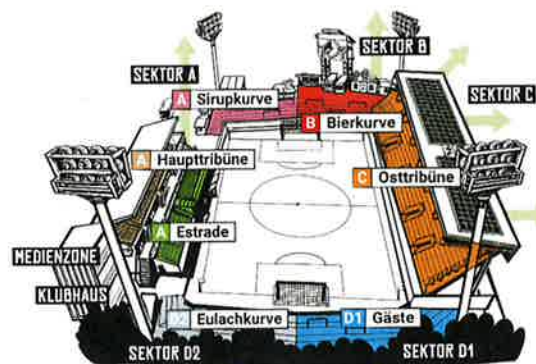 SEKTOR B
SEKTOR A
SEKTOR C
A Sirupkurve
B Bierkurve
A Haupttribüne
C Osttribüne
A Estrade
MEDIENZONE
KLUBHAUS
D2 Eulachkurve
D1 Gäste
SEKTOR D2
SEKTOR D1